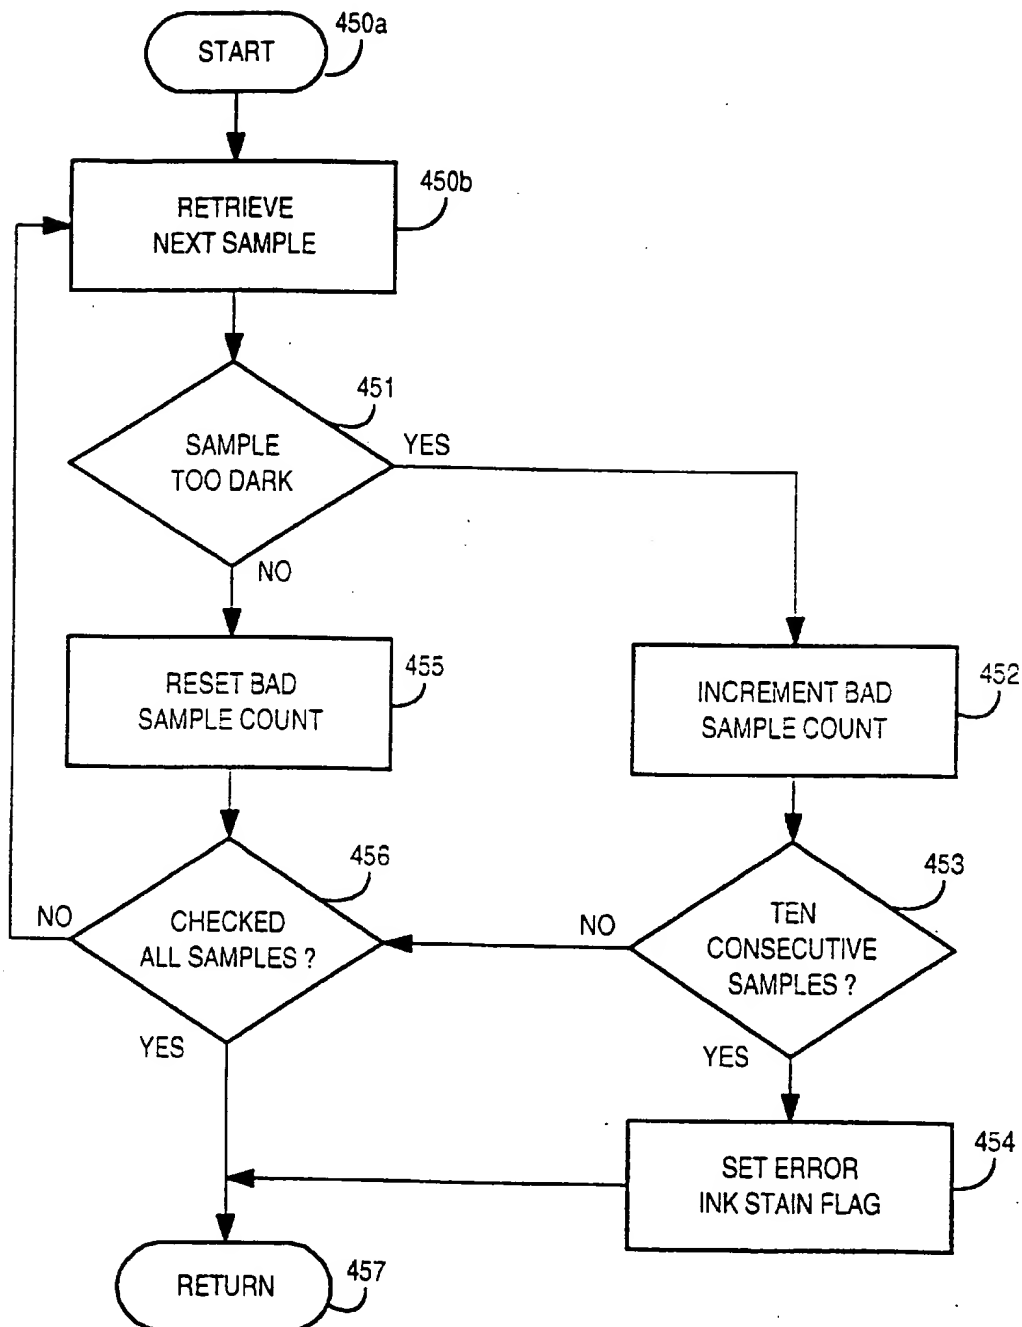 450a
START
450b
RETRIEVE
NEXT SAMPLE
451
SAMPLE
TOO DARK
YES
NO
455
RESET BAD
SAMPLE COUNT
452
INCREMENT BAD
SAMPLE COUNT
456
CHECKED
ALL SAMPLES ?
NO
YES
453
TEN
CONSECUTIVE
SAMPLES ?
NO
YES
454
SET ERROR
INK STAIN FLAG
RETURN
457